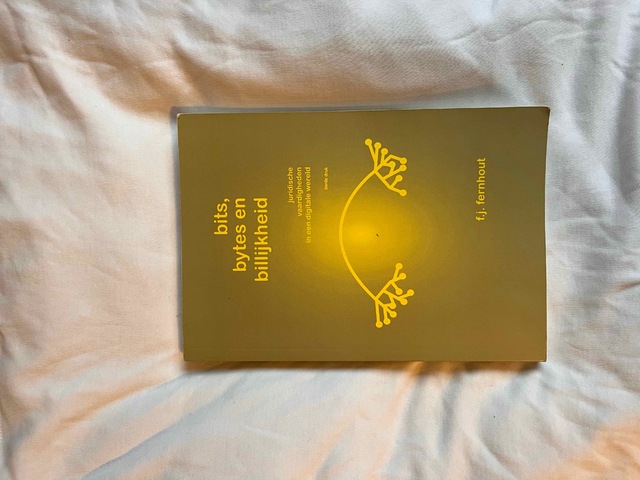 bits,
bytes en
billijkheid
juridische
vaardigheden
in een digitale wereld
f.j. fernhout